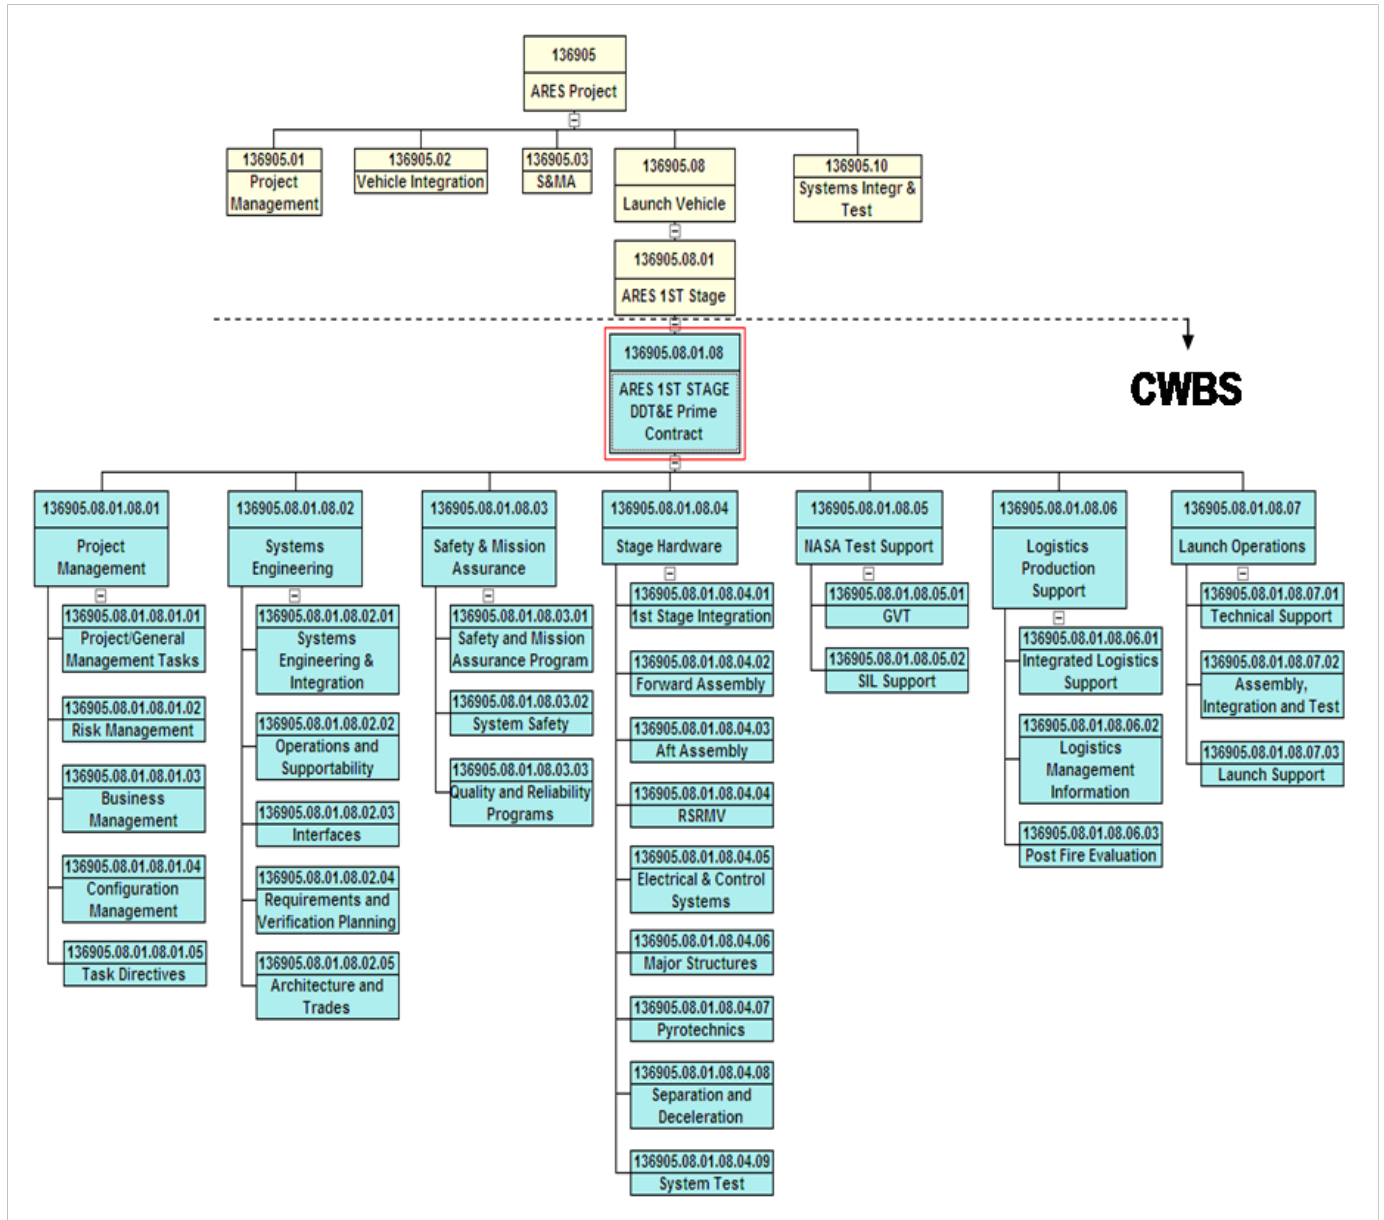 136905
ARES Project
136905.01
Project
Management
136905.02
Vehicle Integration
136905.03
S&MA
136905.08
Launch Vehicle
136905.10
Systems Integr &
Test
136905.08.01
ARES 1ST Stage
CWBS
136905.08.01.08
ARES 1ST STAGE
DDT&E Prime
Contract
136905.08.01.08.01
Project
Management
136905.08.01.08.01.01
Project/General
Management Tasks
136905.08.01.08.01.02
Risk Management
136905.08.01.08.01.03
Business
Management
136905.08.01.08.01.04
Configuration
Management
136905.08.01.08.01.05
Task Directives
136905.08.01.08.02
Systems
Engineering
136905.08.01.08.02.01
Systems
Engineering &
Integration
136905.08.01.08.02.02
Operations and
Supportability
136905.08.01.08.02.03
Interfaces
136905.08.01.08.02.04
Requirements and
Verification Planning
136905.08.01.08.02.05
Architecture and
Trades
136905.08.01.08.03
Safety & Mission
Assurance
136905.08.01.08.03.01
Safety and Mission
Assurance Program
136905.08.01.08.03.02
System Safety
136905.08.01.08.03.03
Quality and Reliability
Programs
136905.08.01.08.04
Stage Hardware
136905.08.01.08.04.01
1st Stage Integration
136905.08.01.08.04.02
Forward Assembly
136905.08.01.08.04.03
Aft Assembly
136905.08.01.08.04.04
RSRMV
136905.08.01.08.04.05
Electrical & Control
Systems
136905.08.01.08.04.06
Major Structures
136905.08.01.08.04.07
Pyrotechnics
136905.08.01.08.04.08
Separation and
Deceleration
136905.08.01.08.04.09
System Test
136905.08.01.08.05
NASA Test Support
136905.08.01.08.05.01
GVT
136905.08.01.08.05.02
SIL Support
136905.08.01.08.06
Logistics
Production
Support
136905.08.01.08.06.01
Integrated Logistics
Support
136905.08.01.08.06.02
Logistics
Management
Information
136905.08.01.08.06.03
Post Fire Evaluation
136905.08.01.08.07
Launch Operations
136905.08.01.08.07.01
Technical Support
136905.08.01.08.07.02
Assembly,
Integration and Test
136905.08.01.08.07.03
Launch Support